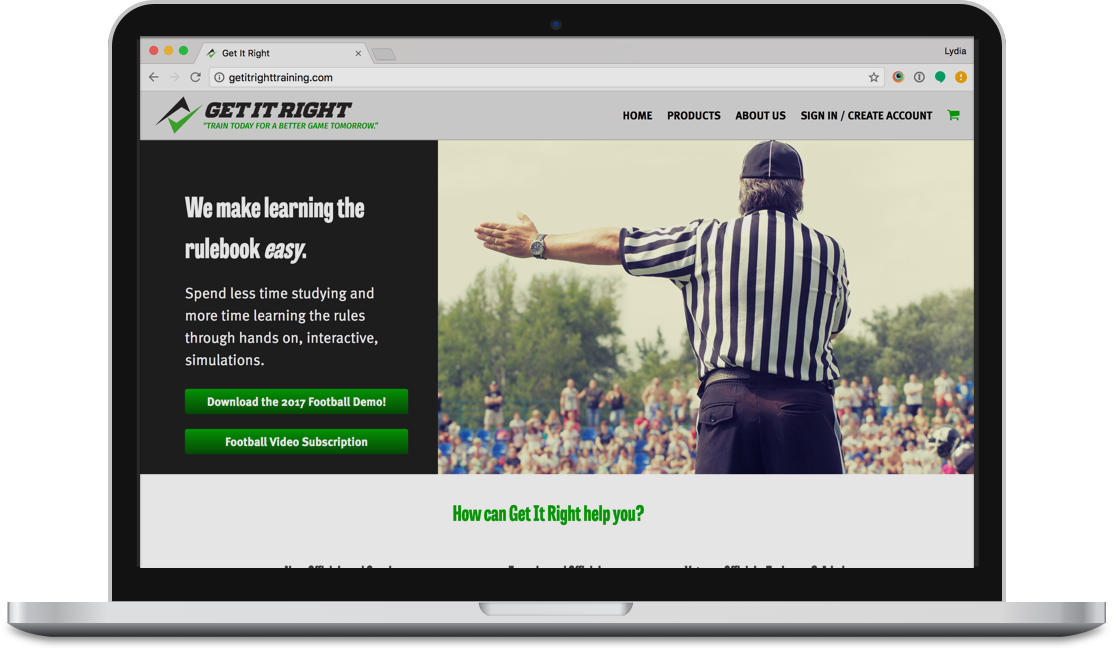 Get It Right
Lydia
getitrighttraining.com
GET IT RIGHT
"TRAIN TODAY FOR A BETTER GAME TOMORROW."
HOME PRODUCTS ABOUT US SIGN IN / CREATE ACCOUNT
We make learning the
rulebook easy.
Spend less time studying and
more time learning the rules
through hands on, interactive,
simulations.
Download the 2017 Football Demo!
Football Video Subscription
How can Get It Right help you?